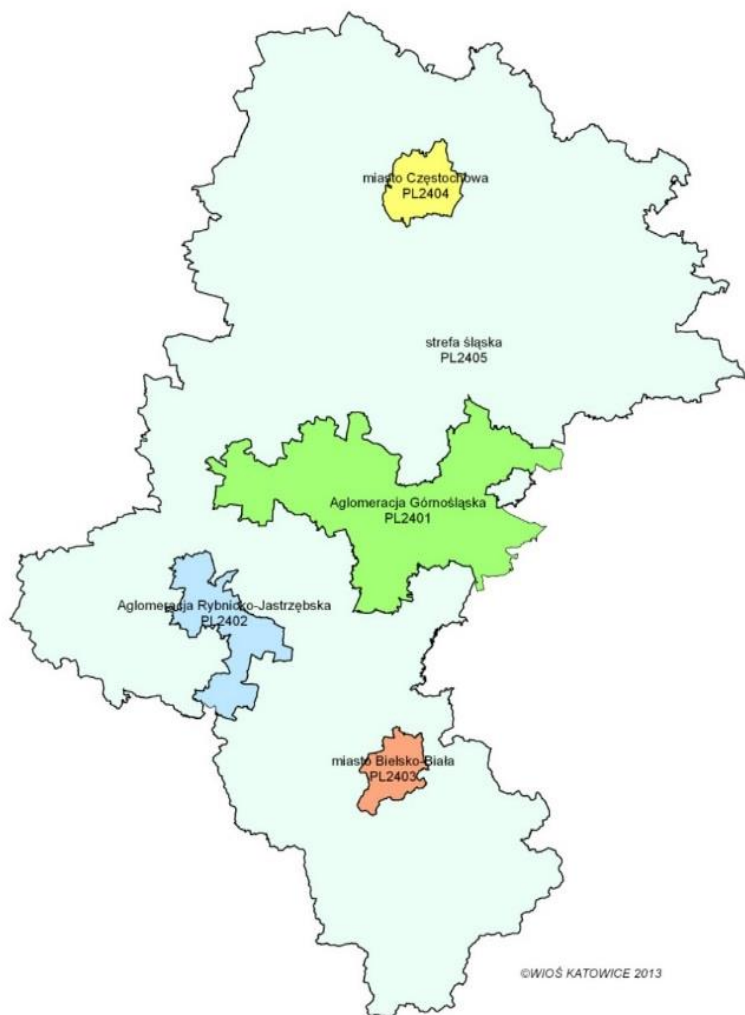 miasto Częstochowa
PL2404
strefa śląska
PL2405
Aglomeracja Górnośląska
PL2401
Aglomeracja Rybnicko-Jastrzębska
PL2402
miasto Bielsko-Biała
PL2403
©WIOŚ KATOWICE 2013